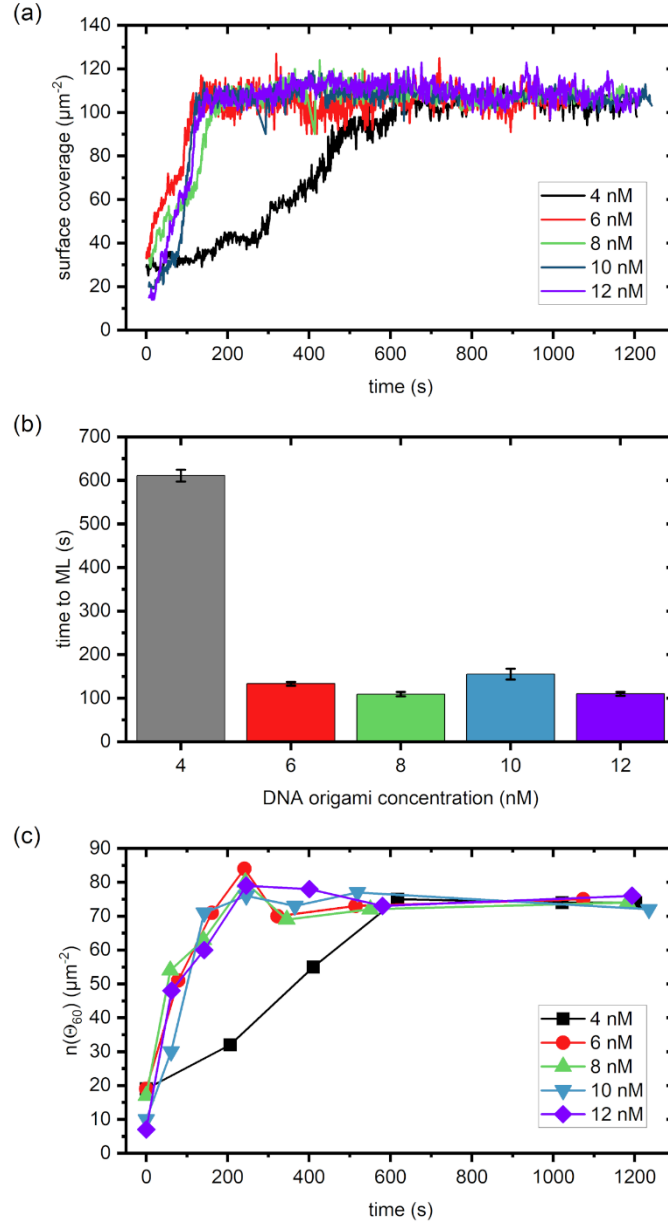 (a)
140
120
100
80
60
40
20
0
surface coverage (µm⁻²)
4 nM
6 nM
8 nM
10 nM
12 nM
0 200 400 600 800 1000 1200
time (s)
(b)
700
600
500
400
300
200
100
0
time to ML (s)
4 6 8 10 12
DNA origami concentration (nM)
(c)
90
80
70
60
50
40
30
20
10
0
n(Θ₆₀) (µm⁻²)
4 nM
6 nM
8 nM
10 nM
12 nM
0 200 400 600 800 1000 1200
time (s)